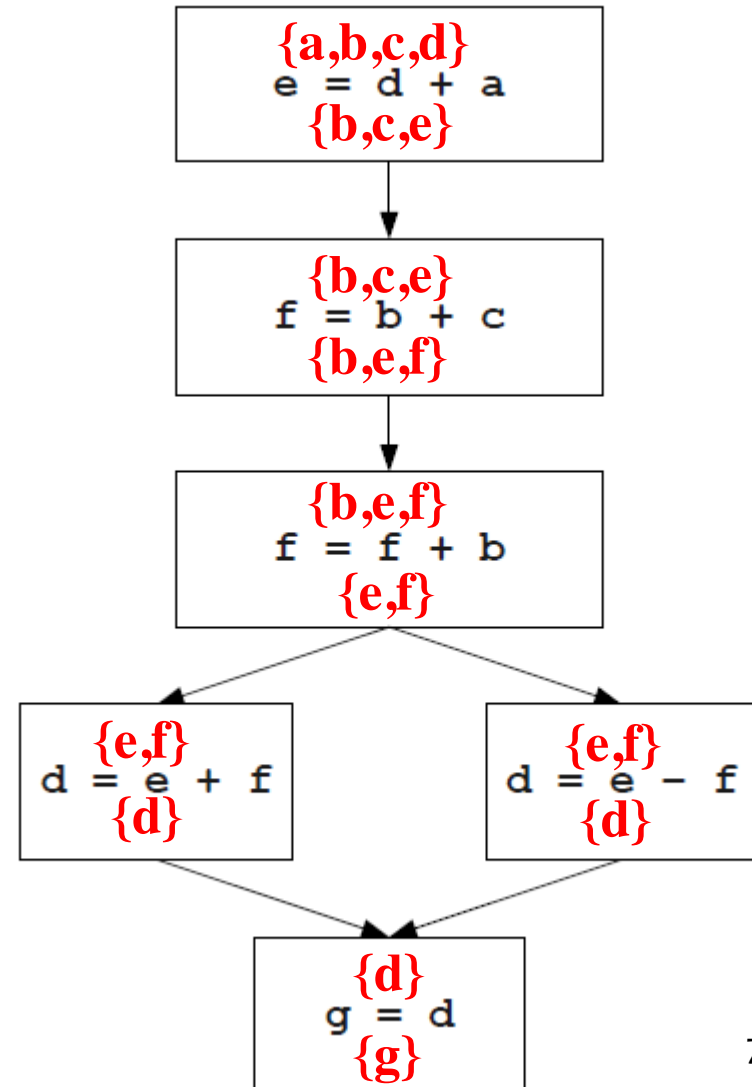 {a,b,c,d}
e = d + a
{b,c,e}
{b,c,e}
f = b + c
{b,e,f}
{b,e,f}
f = f + b
{e,f}
{e,f}
d = e + f
{d}
{e,f}
d = e - f
{d}
{d}
g = d
{g}